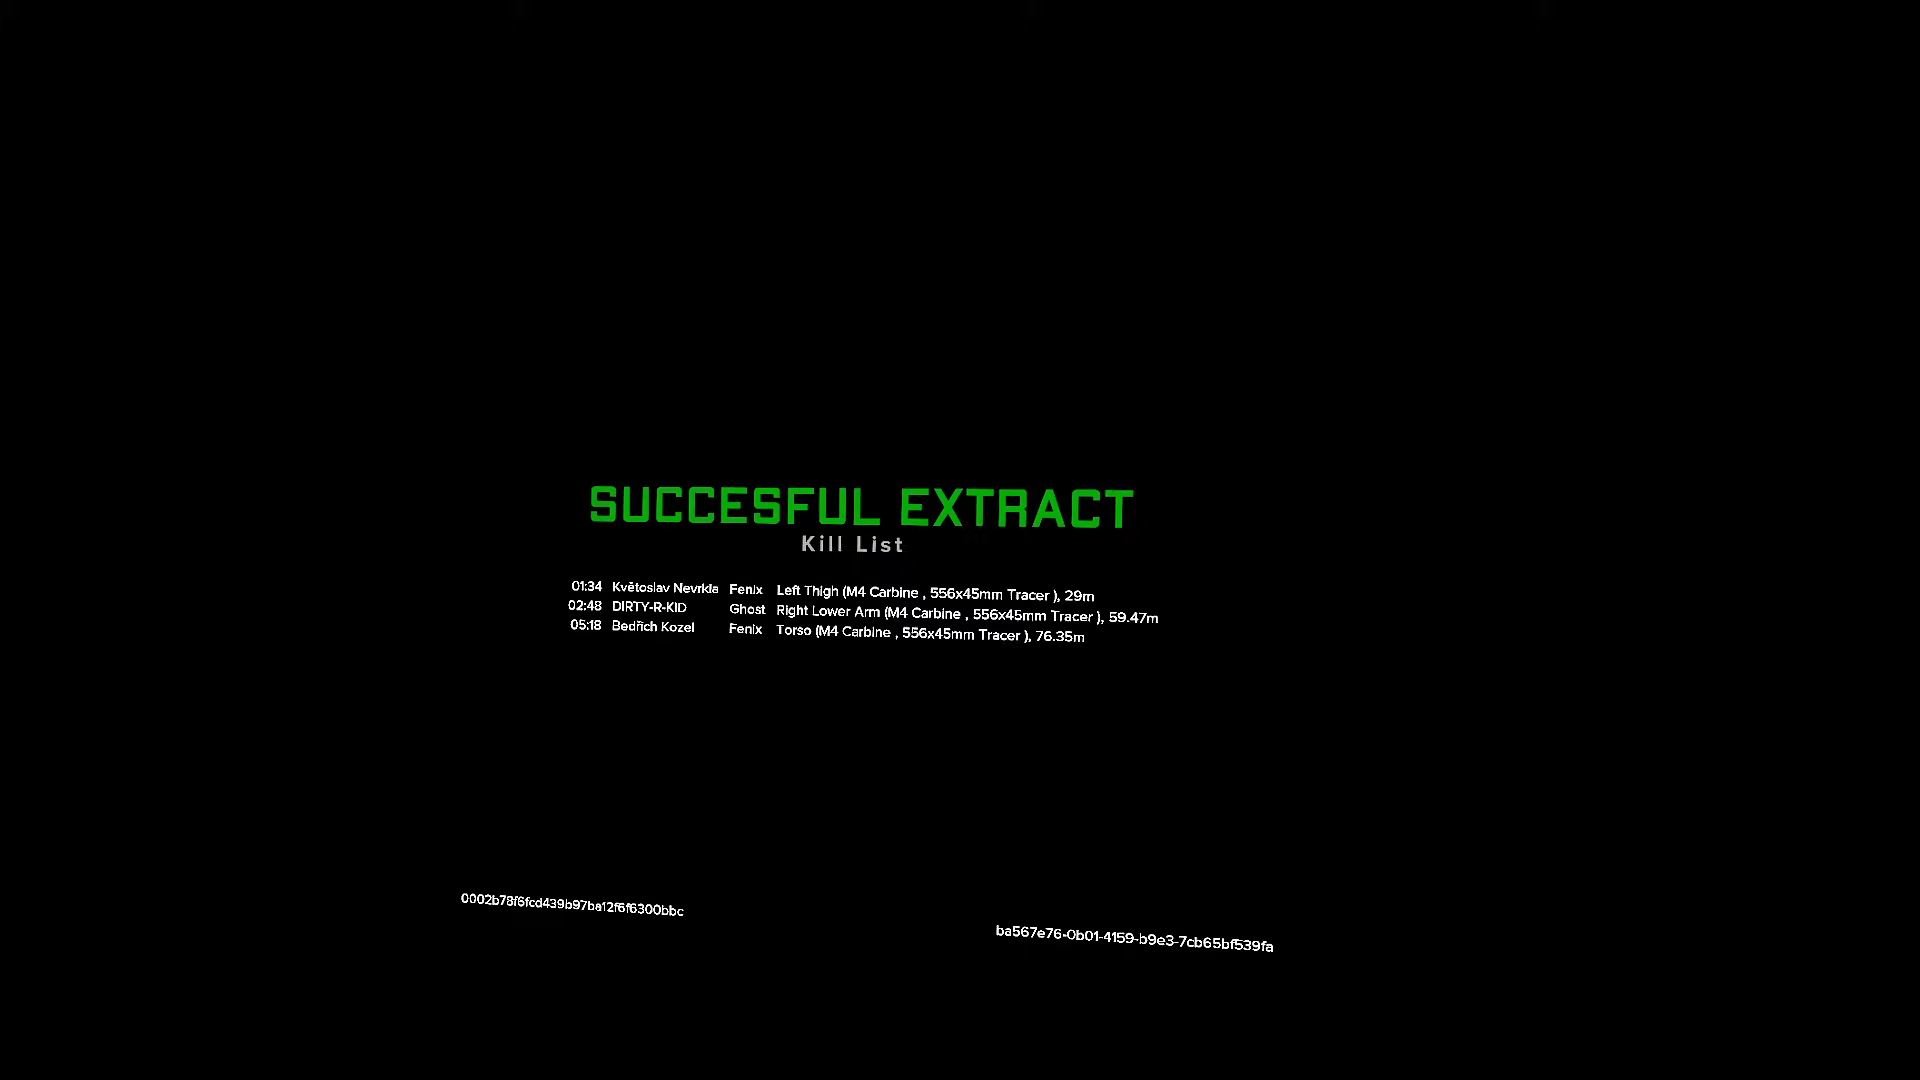 SUCCESFUL EXTRACT
Kill List
01:34 Květoslav Nevrkla Fenix Left Thigh (M4 Carbine , 556x45mm Tracer ), 29m
02:48 DIRTY-R-KID Ghost Right Lower Arm (M4 Carbine , 556x45mm Tracer ), 59.47m
05:18 Bedřich Kozel Fenix Torso (M4 Carbine , 556x45mm Tracer ), 76.35m
0002b78f6fcd439b97ba12f6f6300bbc
ba567e76-0b01-4159-b9e3-7cb65bf539fa